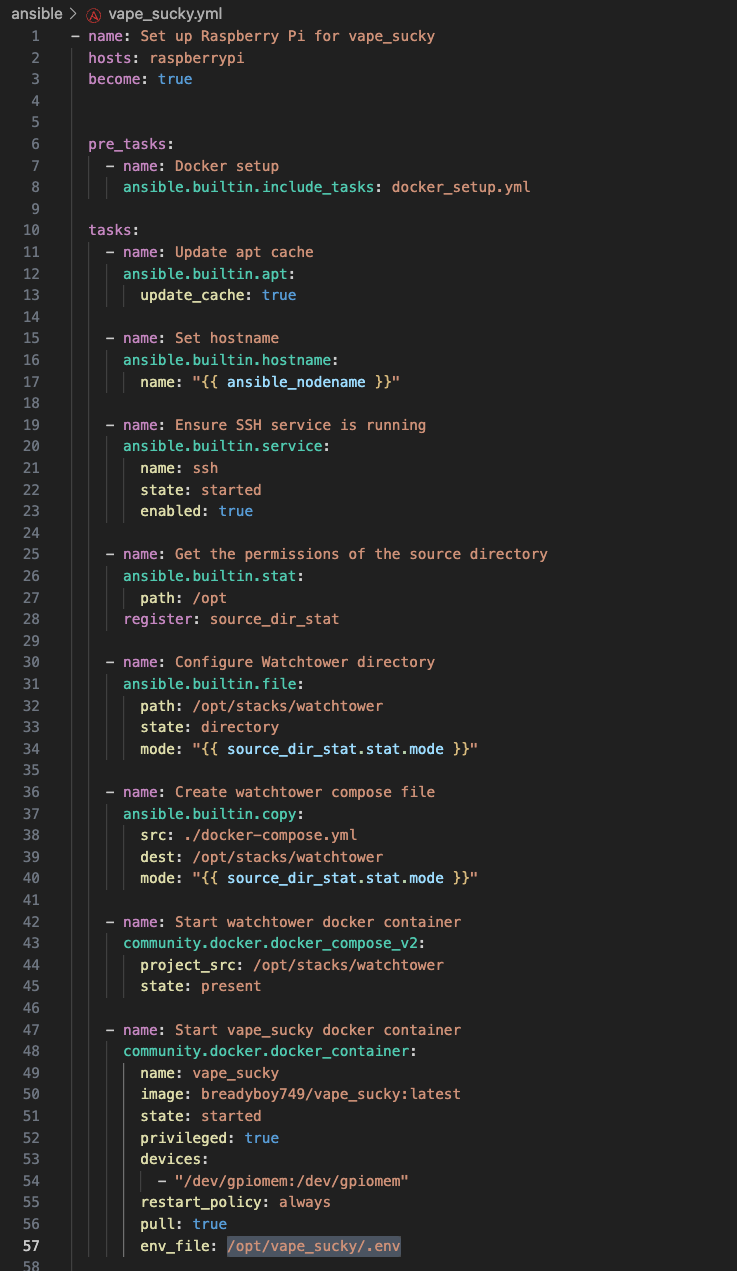 ansible > vape_sucky.yml
1 - name: Set up Raspberry Pi for vape_sucky
2 hosts: raspberrypi
3 become: true
4
5
6 pre_tasks:
7 - name: Docker setup
8 ansible.builtin.include_tasks: docker_setup.yml
9
10 tasks:
11 - name: Update apt cache
12 ansible.builtin.apt:
13 update_cache: true
14
15 - name: Set hostname
16 ansible.builtin.hostname:
17 name: "{{ ansible_nodename }}"
18
19 - name: Ensure SSH service is running
20 ansible.builtin.service:
21 name: ssh
22 state: started
23 enabled: true
24
25 - name: Get the permissions of the source directory
26 ansible.builtin.stat:
27 path: /opt
28 register: source_dir_stat
29
30 - name: Configure Watchtower directory
31 ansible.builtin.file:
32 path: /opt/stacks/watchtower
33 state: directory
34 mode: "{{ source_dir_stat.stat.mode }}"
35
36 - name: Create watchtower compose file
37 ansible.builtin.copy:
38 src: ./docker-compose.yml
39 dest: /opt/stacks/watchtower
40 mode: "{{ source_dir_stat.stat.mode }}"
41
42 - name: Start watchtower docker container
43 community.docker.docker_compose_v2:
44 project_src: /opt/stacks/watchtower
45 state: present
46
47 - name: Start vape_sucky docker container
48 community.docker.docker_container:
49 name: vape_sucky
50 image: breadyboy749/vape_sucky:latest
51 state: started
52 privileged: true
53 devices:
54 - "/dev/gpiomem:/dev/gpiomem"
55 restart_policy: always
56 pull: true
57 env_file: /opt/vape_sucky/.env
58